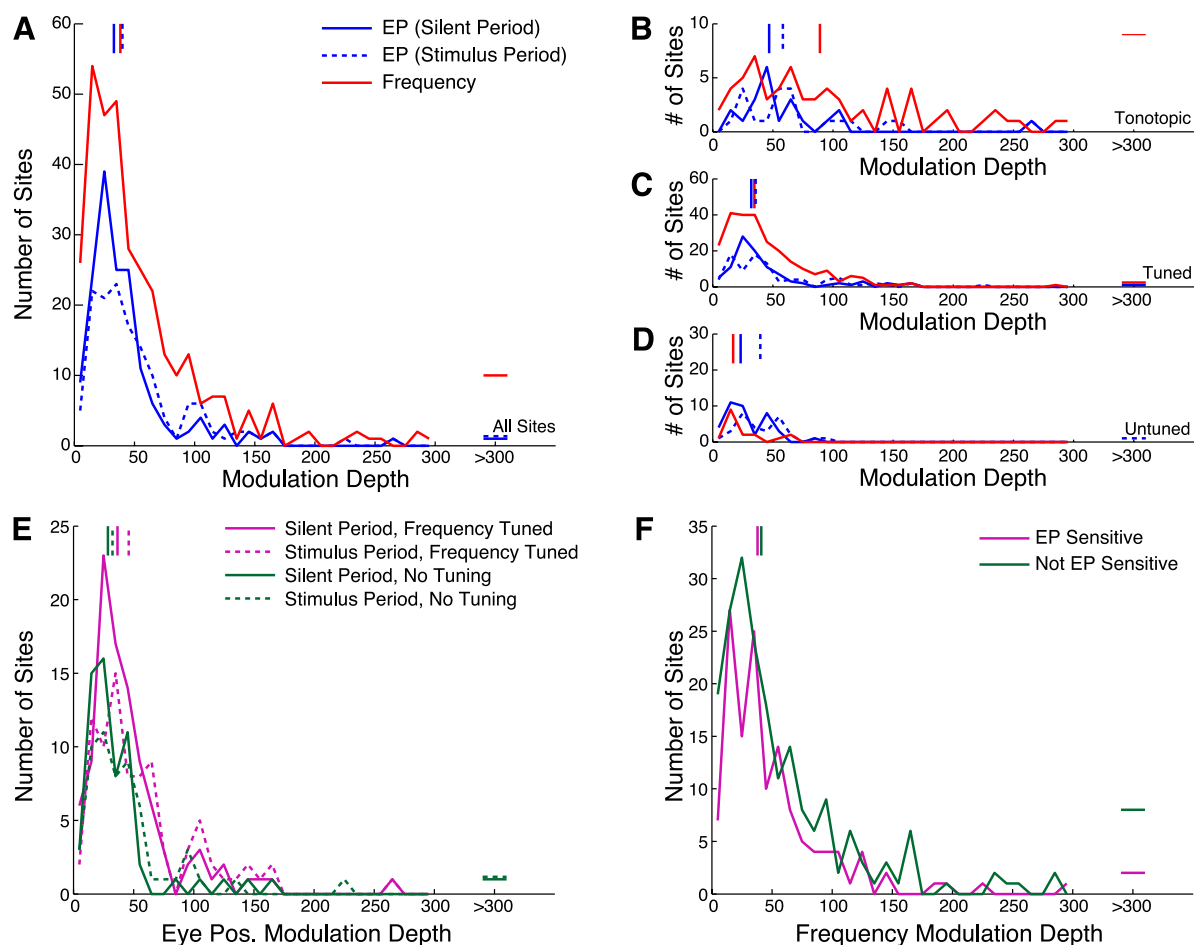 A
60
50
40
30
20
10
0
Number of Sites
EP (Silent Period)
EP (Stimulus Period)
Frequency
All Sites
0 50 100 150 200 250 300 >300
Modulation Depth
B
10
5
0
# of Sites
Tonotopic
0 50 100 150 200 250 300 >300
Modulation Depth
C
60
40
20
0
# of Sites
Tuned
0 50 100 150 200 250 300 >300
Modulation Depth
D
30
20
10
0
# of Sites
Untuned
0 50 100 150 200 250 300 >300
Modulation Depth
E
25
20
15
10
5
0
Number of Sites
Silent Period, Frequency Tuned
Stimulus Period, Frequency Tuned
Silent Period, No Tuning
Stimulus Period, No Tuning
0 50 100 150 200 250 300 >300
Eye Pos. Modulation Depth
F
35
30
25
20
15
10
5
0
Number of Sites
EP Sensitive
Not EP Sensitive
0 50 100 150 200 250 300 >300
Frequency Modulation Depth